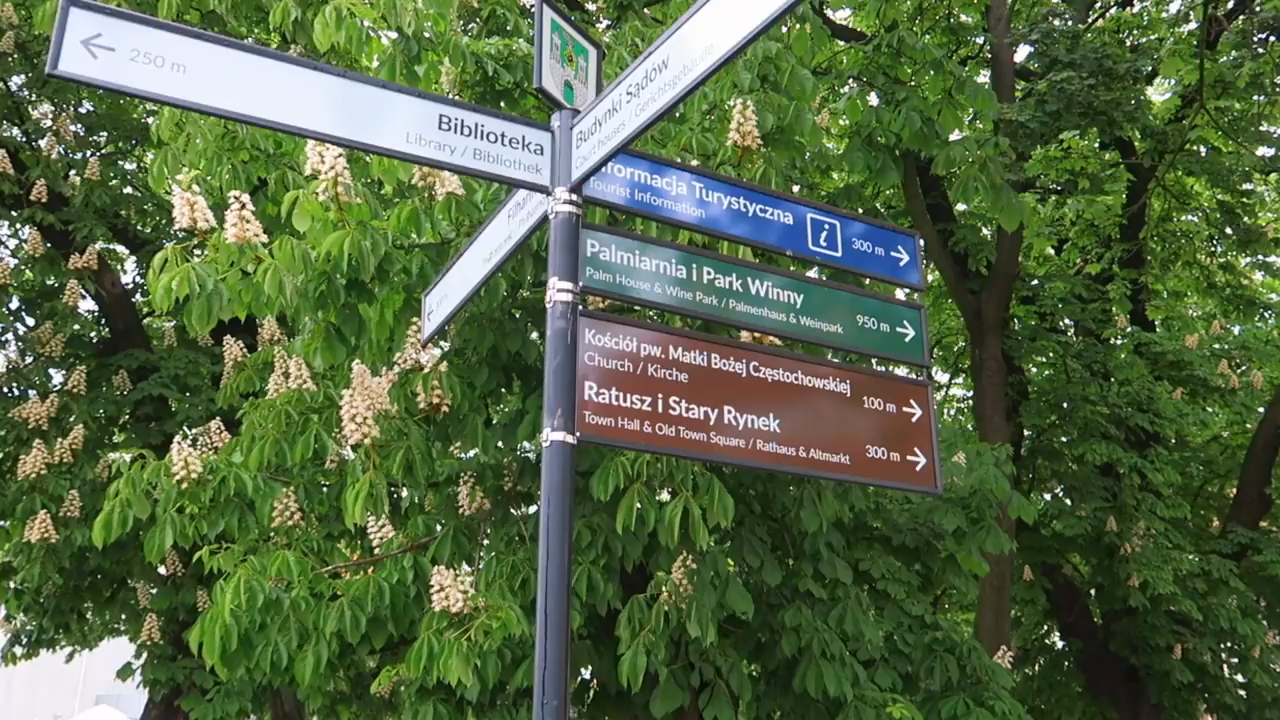 250 m
Biblioteka
Library / Bibliothek
Budynki Sądów
Court houses / Gerichtsgebäude
Informacja Turystyczna
Tourist Information
i
300 m
Palmiarnia i Park Winny
Palm House & Wine Park / Palmenhaus & Weinpark
950 m
Kościół pw. Matki Bożej Częstochowskiej
Church / Kirche
100 m
Ratusz i Stary Rynek
Town Hall & Old Town Square / Rathaus & Altmarkt
300 m